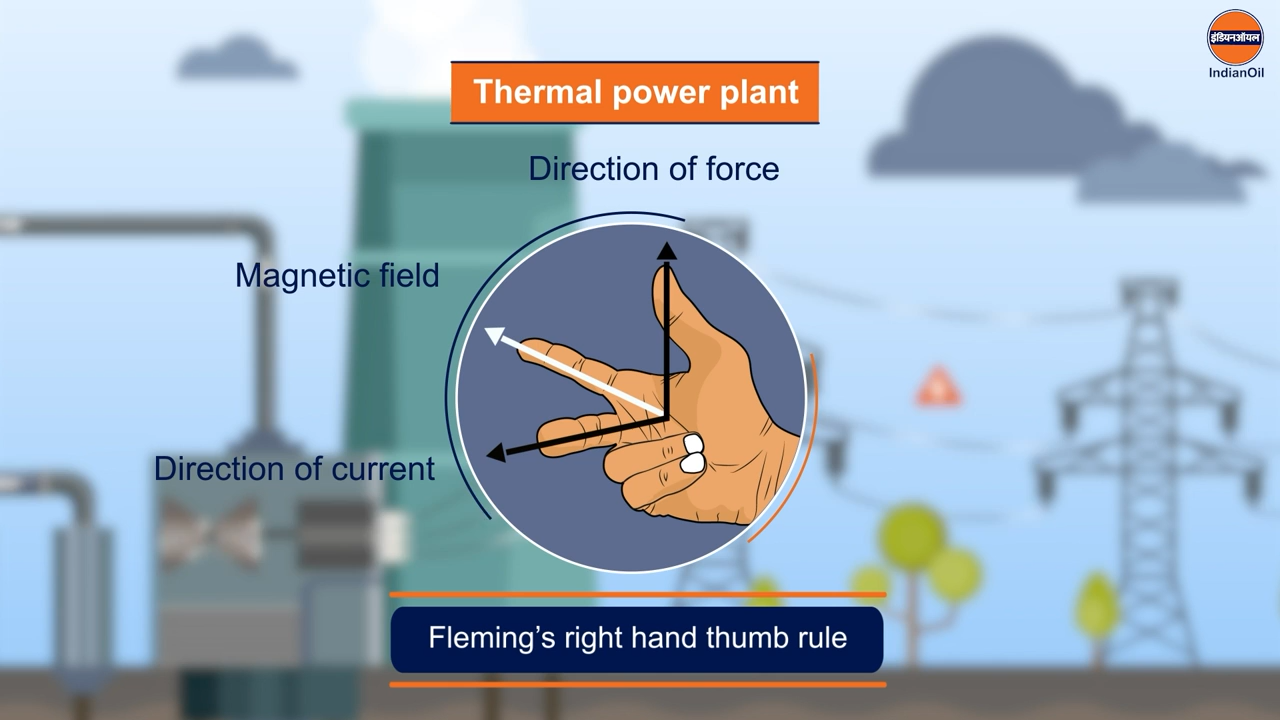 इंडियनऑयल
IndianOil
Thermal power plant
Direction of force
Magnetic field
Direction of current
Fleming’s right hand thumb rule